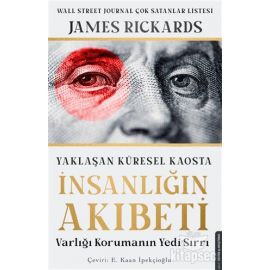 WALL STREET JOURNAL ÇOK SATANLAR LİSTESİ
JAMES RICKARDS
YAKLAŞAN KÜRESEL KAOSTA
İNSANLIĞIN
AKIBETİ
Varlığı Korumanın Yedi Sırrı
Çeviri: E. Kaan İpekçioğlu
kitapsec